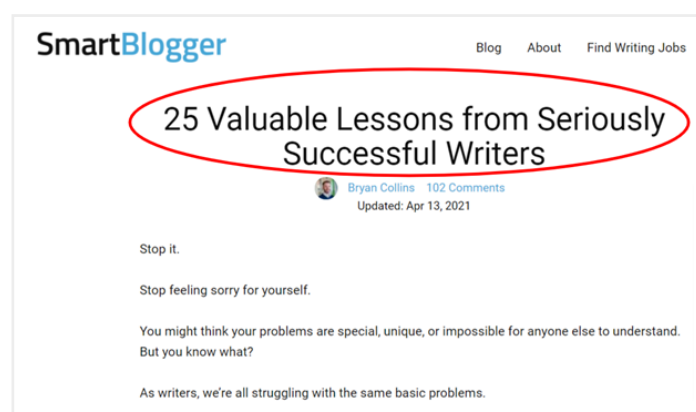 SmartBlogger
Blog About Find Writing Jobs
25 Valuable Lessons from Seriously
Successful Writers
Bryan Collins 102 Comments
Updated: Apr 13, 2021
Stop it.
Stop feeling sorry for yourself.
You might think your problems are special, unique, or impossible for anyone else to understand.
But you know what?
As writers, we're all struggling with the same basic problems.